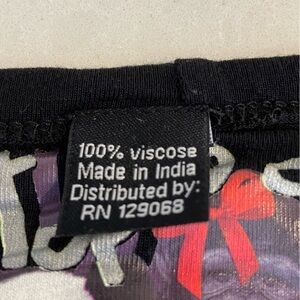 100% viscose
Made in India
Distributed by:
RN 129068